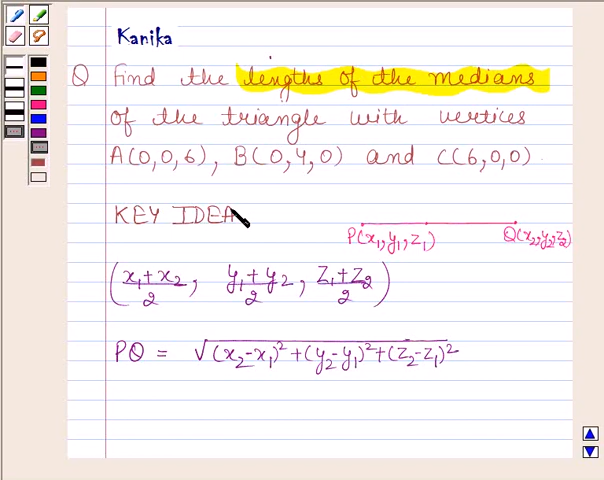 Kanika
Q Find the lengths of the medians
of the triangle with vertices
A(0,0,6), B(0,4,0) and C(6,0,0)
KEY IDEA
P(x₁,y₁,z₁) Q(x₂,y₂,z₂)
(x₁+x₂/2, y₁+y₂/2, z₁+z₂/2)
PQ = √(x₂-x₁)²+(y₂-y₁)²+(z₂-z₁)²